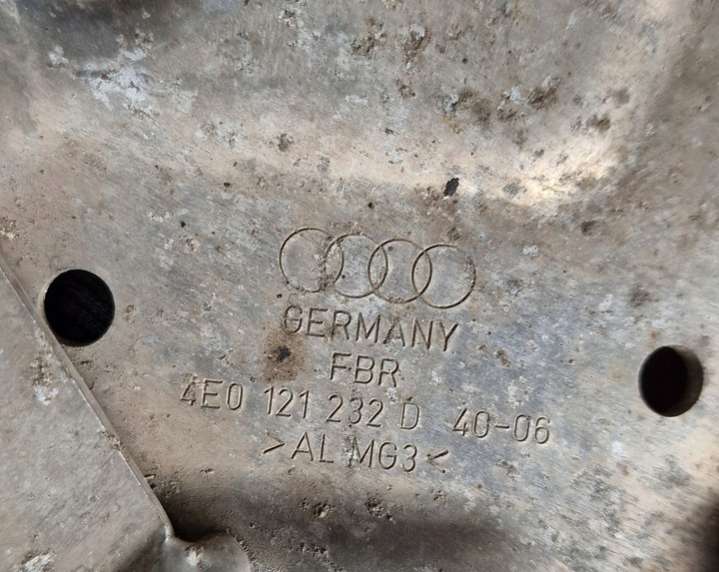 GERMANY
FBR
4E0 121 232 D 40-06
>AL MG3<